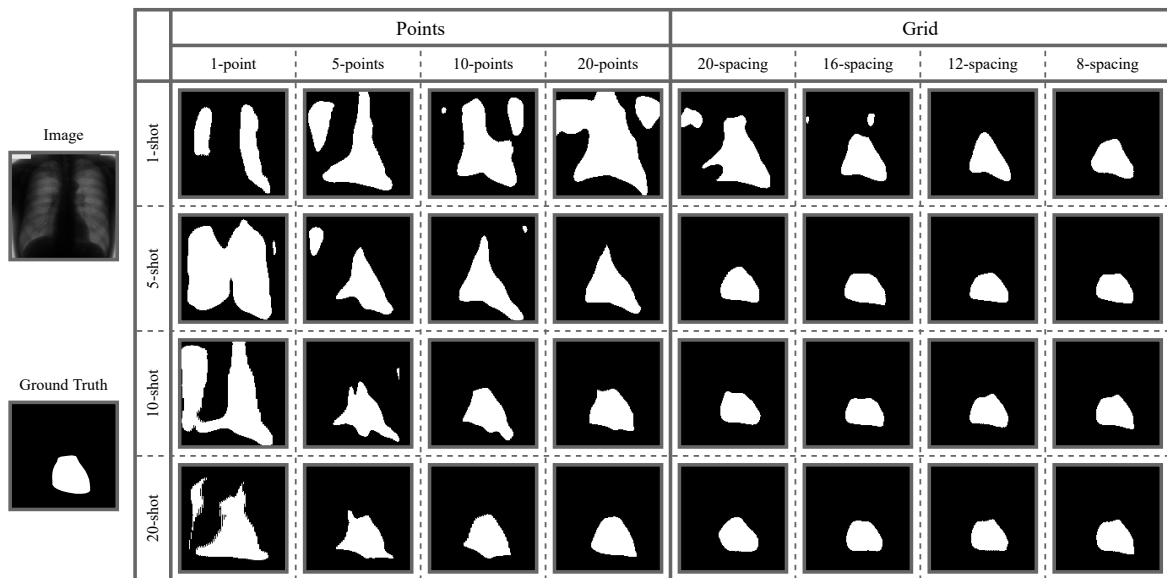 Points Grid
1-point 5-points 10-points 20-points 20-spacing 16-spacing 12-spacing 8-spacing
Image
1-shot
5-shot
Ground Truth
10-shot
20-shot